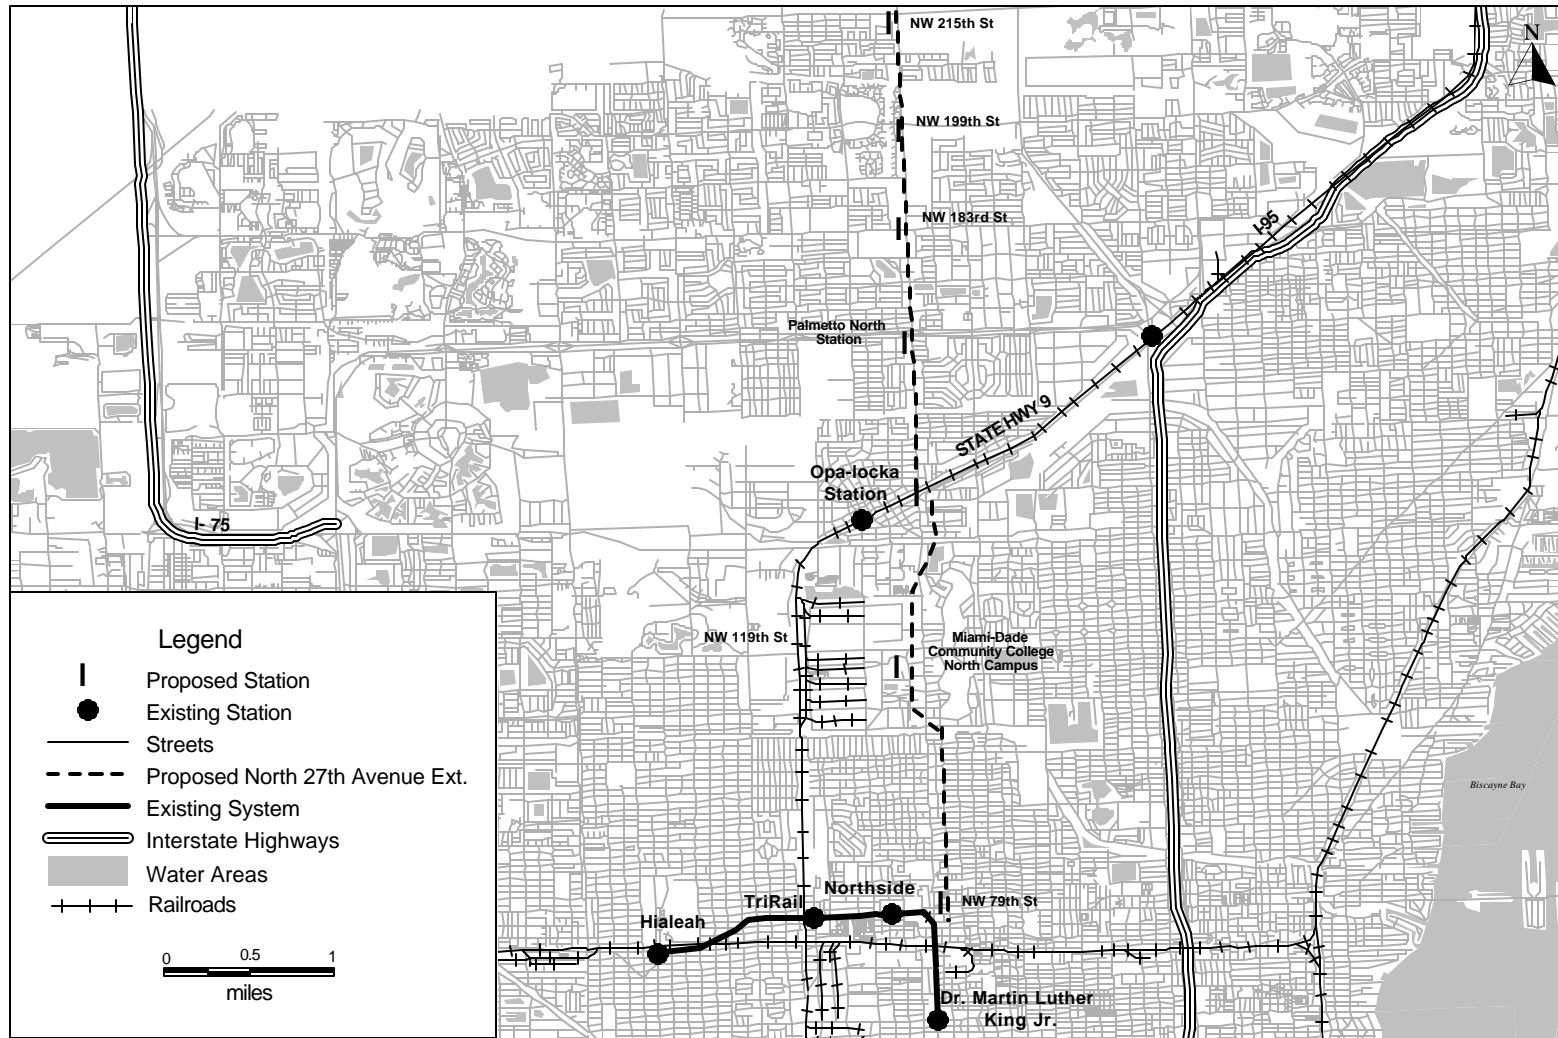 NW 215th St
N
NW 199th St
NW 183rd St
I-95
Palmetto North
Station
STATE HWY 9
Opa-locka
Station
I- 75
NW 119th St
Miami-Dade
Community College
North Campus
Legend
Proposed Station
Existing Station
Streets
Proposed North 27th Avenue Ext.
Existing System
Interstate Highways
Water Areas
Railroads
0 0.5 1
miles
Biscayne Bay
Northside
TriRail
NW 79th St
Hialeah
Dr. Martin Luther
King Jr.